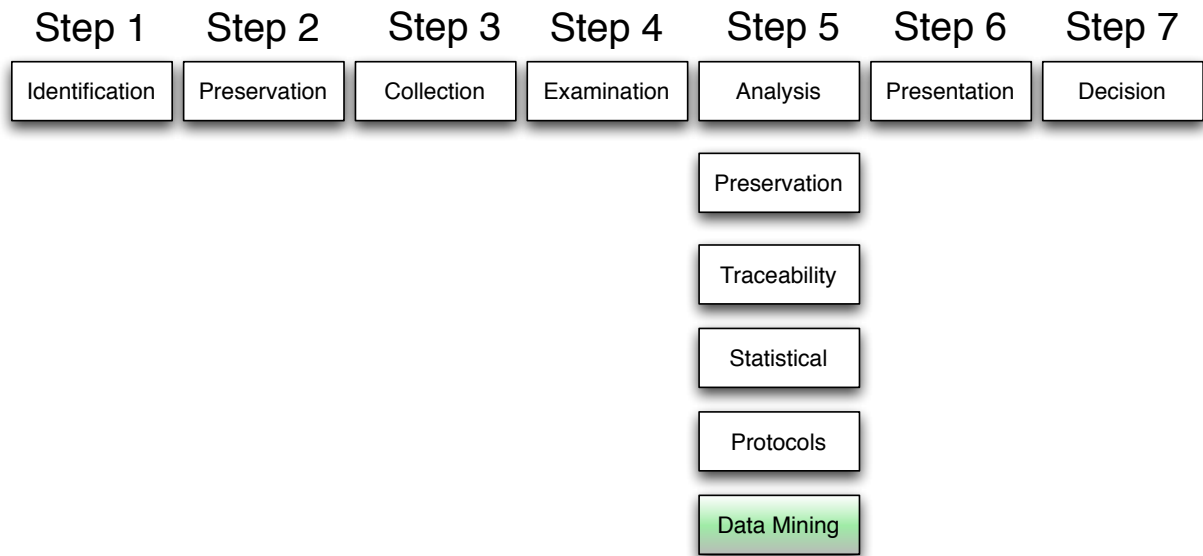 Step 1 Step 2 Step 3 Step 4 Step 5 Step 6 Step 7
Identification Preservation Collection Examination Analysis Presentation Decision
Preservation
Traceability
Statistical
Protocols
Data Mining